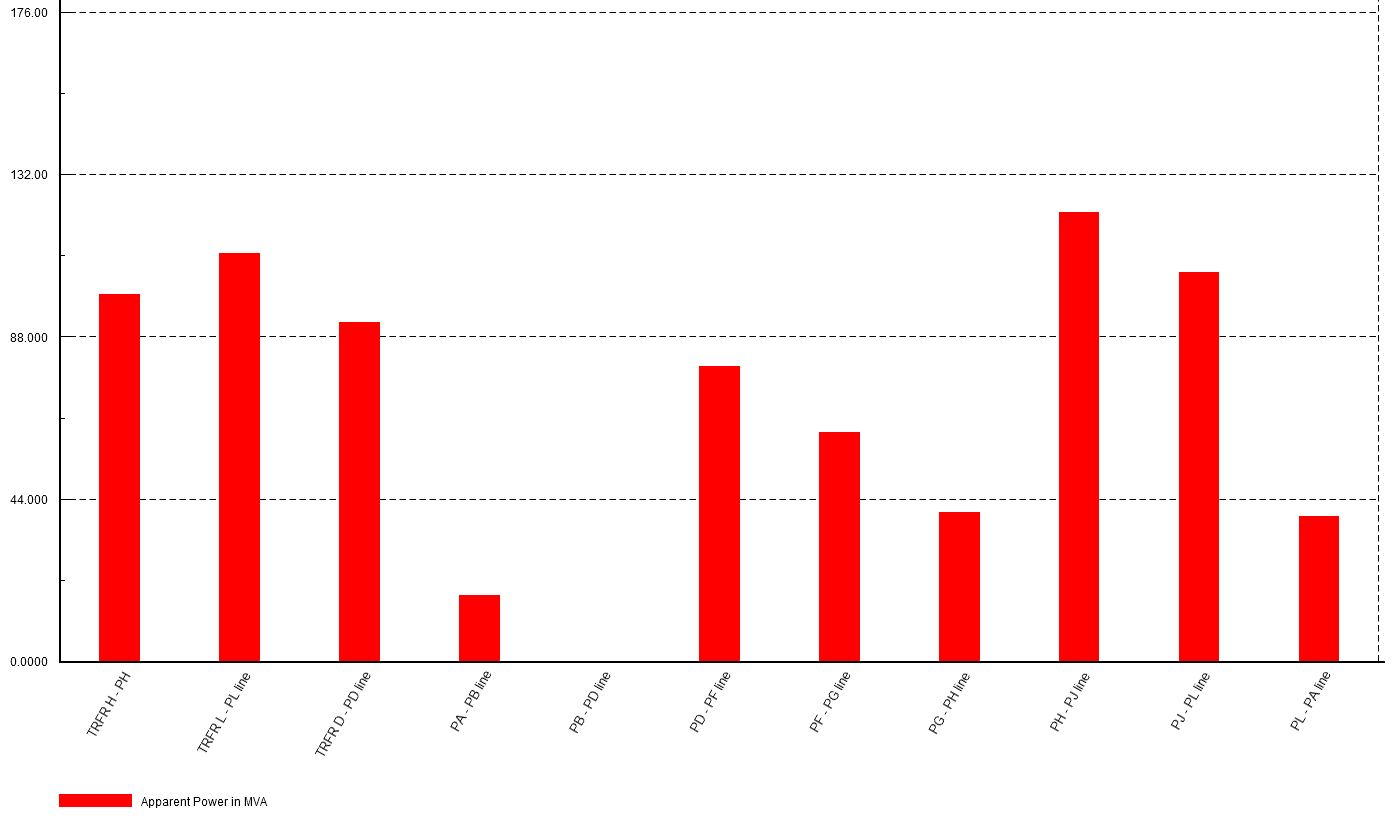 176.00
132.00
88.000
44.000
0.0000
TRFR H - PH
TRFR L - PL line
TRFR D - PD line
PA - PB line
PB - PD line
PD - PF line
PF - PG line
PG - PH line
PH - PJ line
PJ - PL line
PL - PA line
Apparent Power in MVA